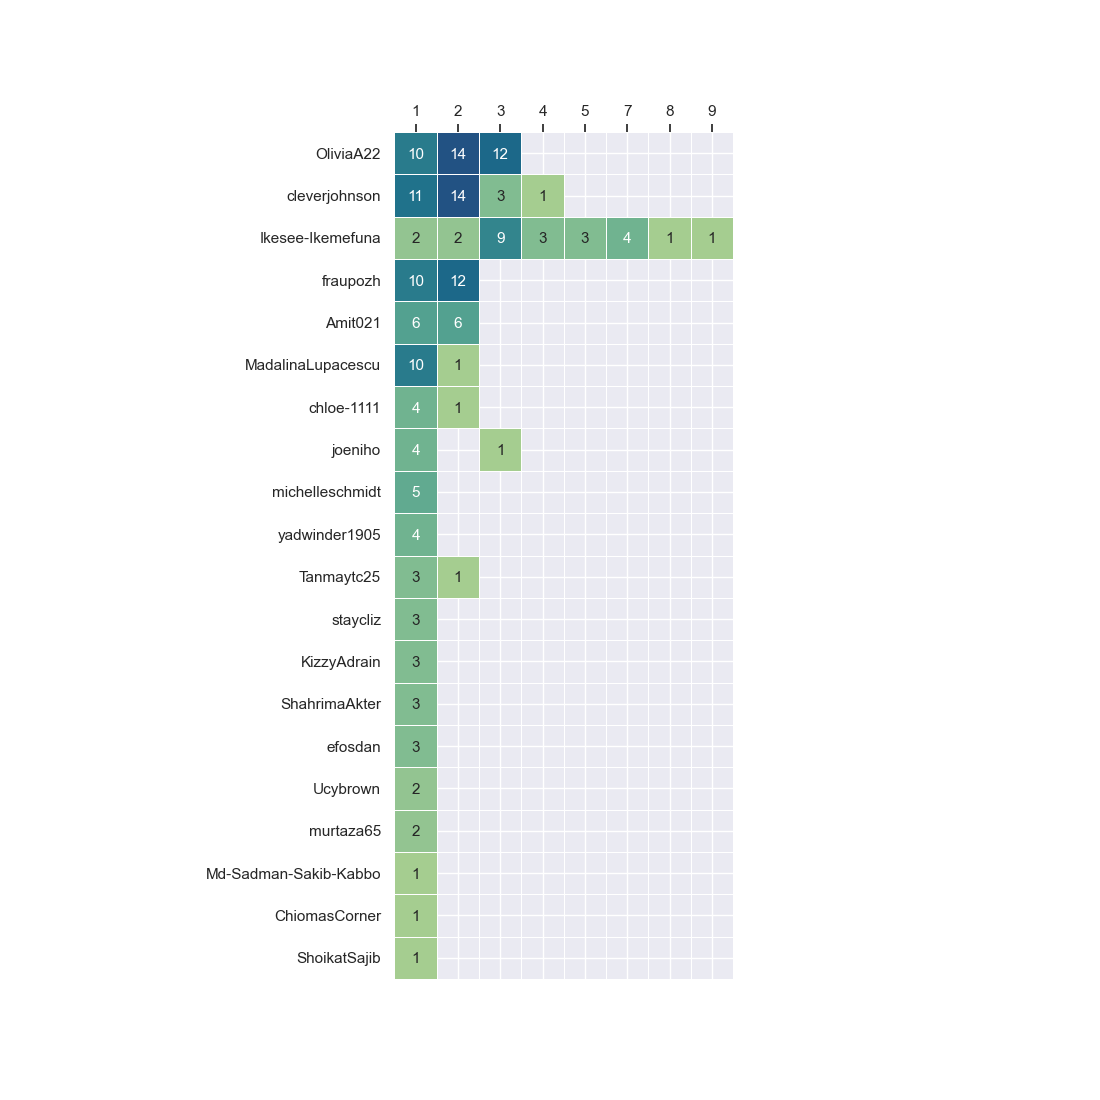 1 2 3 4 5 7 8 9
OliviaA22 10 14 12
cleverjohnson 11 14 3 1
Ikesee-Ikemefuna 2 2 9 3 3 4 1 1
fraupozh 10 12
Amit021 6 6
MadalinaLupacescu 10 1
chloe-1111 4 1
joeniho 4 1
michelleschmidt 5
yadwinder1905 4
Tanmaytc25 3 1
staycliz 3
KizzyAdrain 3
ShahrimaAkter 3
efosdan 3
Ucybrown 2
murtaza65 2
Md-Sadman-Sakib-Kabbo 1
ChiomasCorner 1
ShoikatSajib 1